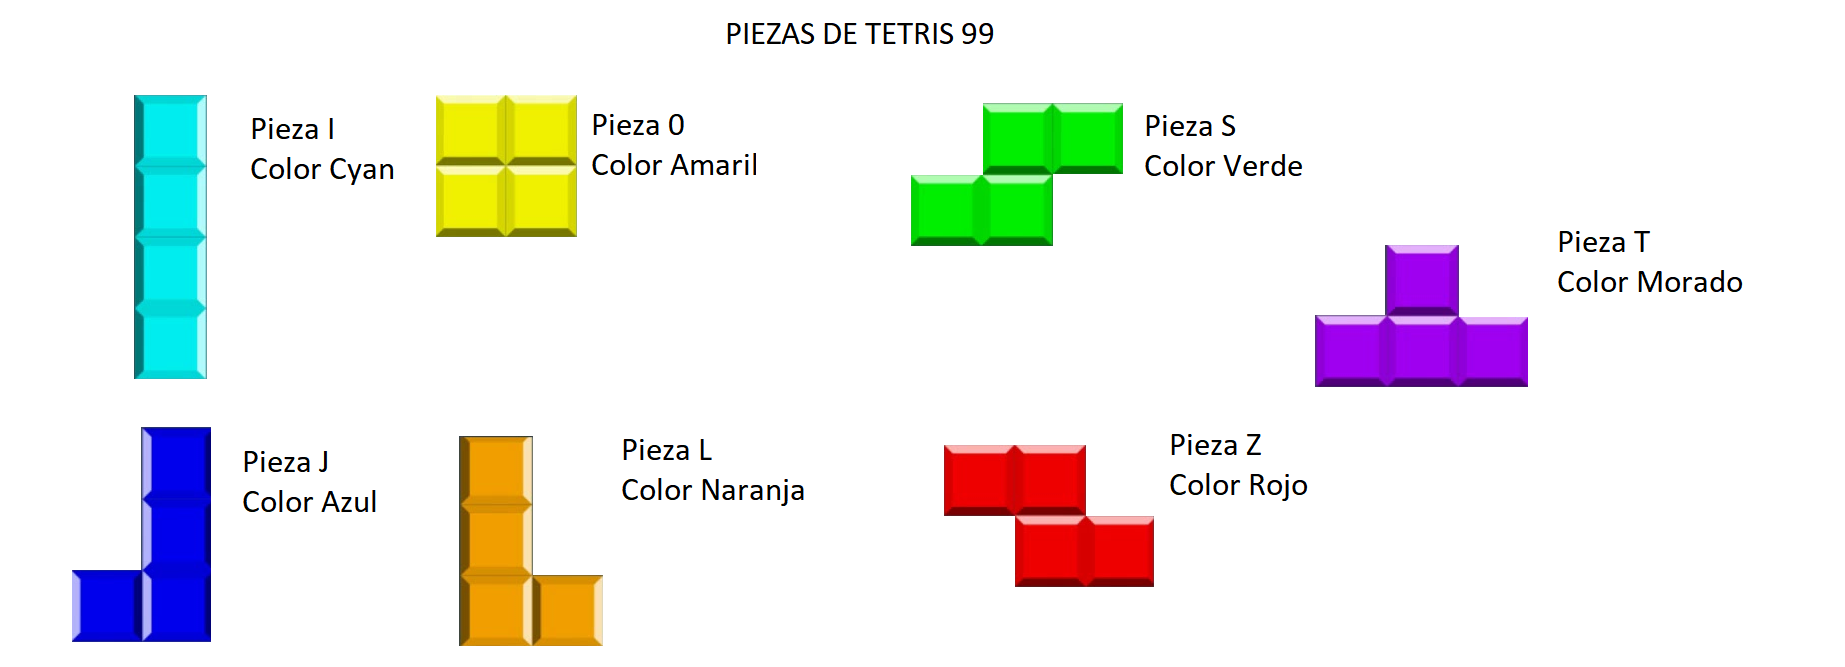 PIEZAS DE TETRIS 99
Pieza I
Color Cyan
Pieza 0
Color Amaril
Pieza S
Color Verde
Pieza T
Color Morado
Pieza J
Color Azul
Pieza L
Color Naranja
Pieza Z
Color Rojo